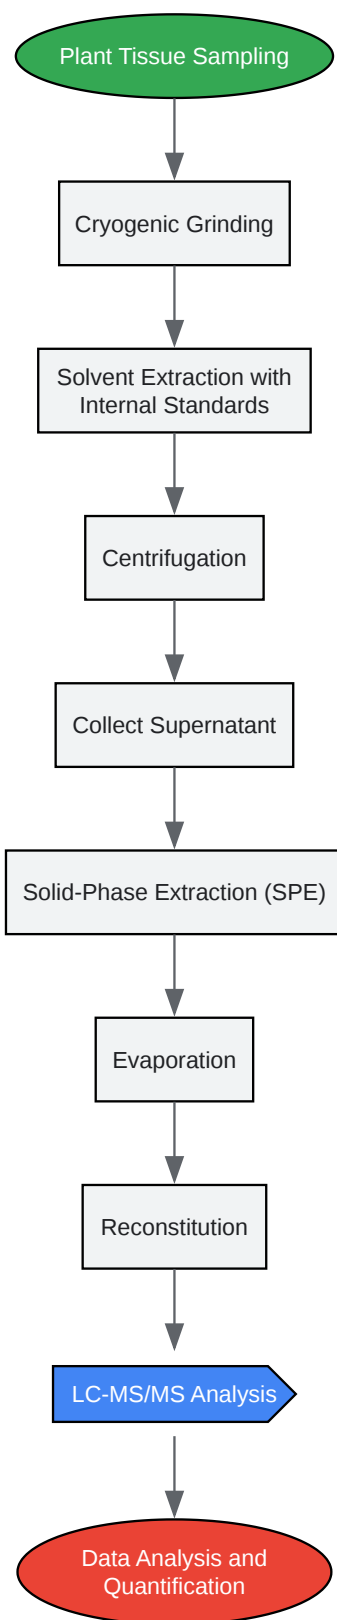 Plant Tissue Sampling
Cryogenic Grinding
Solvent Extraction with
Internal Standards
Centrifugation
Collect Supernatant
Solid-Phase Extraction (SPE)
Evaporation
Reconstitution
LC-MS/MS Analysis
Data Analysis and
Quantification